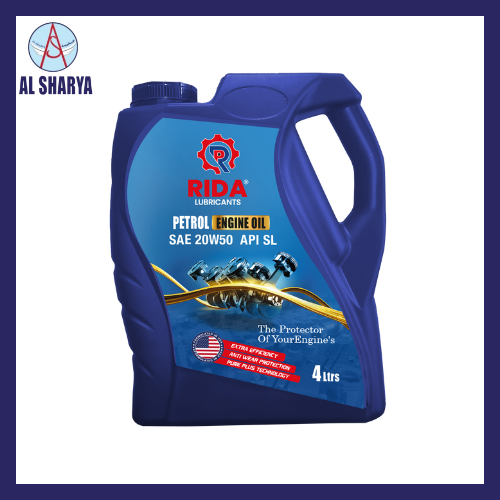 AL SHARYA
RIDA®
LUBRICANTS
PETROL ENGINE OIL
SAE 20W50 API SL
The Protector
Of YourEngine's
EXTRA EFFICIENCY
ANTI WEAR PROTECTION
PURE PLUS TECHNOLOGY
4 Ltrs